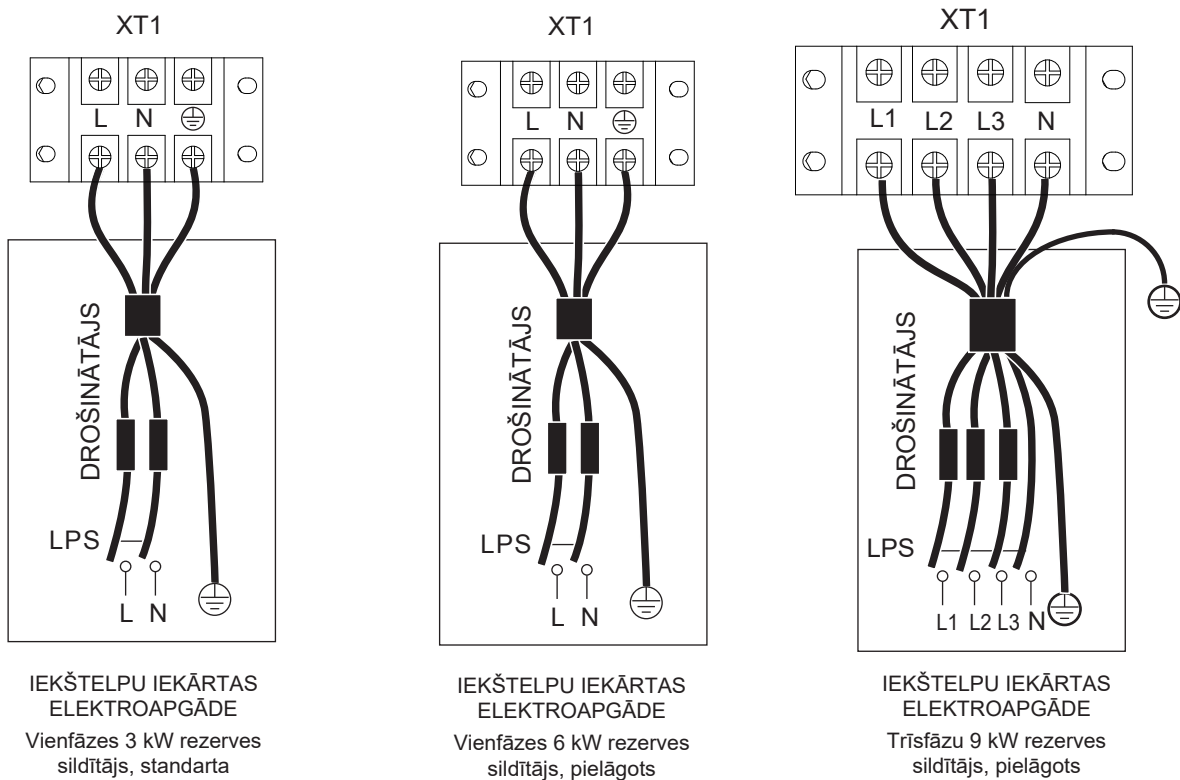 XT1
L N
DROŠINĀTĀJS
LPS
L N
IEKŠTELPU IEKĀRTAS
ELEKTROAPGĀDE
Vienfāzes 3 kW rezerves
sildītājs, standarta
XT1
L N
DROŠINĀTĀJS
LPS
L N
IEKŠTELPU IEKĀRTAS
ELEKTROAPGĀDE
Vienfāzes 6 kW rezerves
sildītājs, pielāgots
XT1
L1 L2 L3 N
DROŠINĀTĀJS
LPS
L1 L2 L3 N
IEKŠTELPU IEKĀRTAS
ELEKTROAPGĀDE
Trīsfāzu 9 kW rezerves
sildītājs, pielāgots